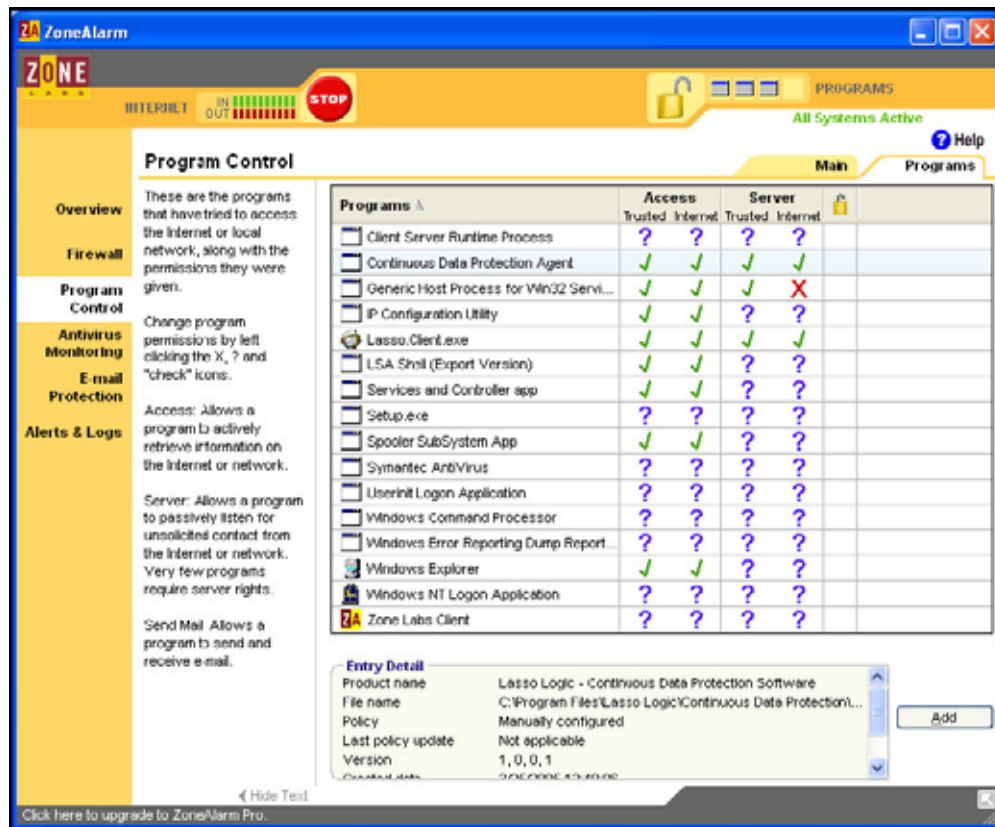 ZoneAlarm
ZONE
LABS
INTERNET
IN
OUT
STOP
PROGRAMS
All Systems Active
Help
Program Control
Main
Programs
Overview
Firewall
Program
Control
Antivirus
Monitoring
E-mail
Protection
Alerts & Logs
These are the programs
that have tried to access
the Internet or local
network, along with the
permissions they were
given.
Change program
permissions by left
clicking the X, ? and
"check" icons.
Access: Allows a
program to actively
retrieve information on
the Internet or network.
Server: Allows a program
to passively listen for
unsolicited contact from
the Internet or network.
Very few programs
require server rights.
Send Mail: Allows a
program to send and
receive e-mail.
Programs Access Server
Trusted Internet Trusted Internet
Client Server Runtime Process ? ? ? ?
Continuous Data Protection Agent √ √ √ √
Generic Host Process for Win32 Servi... √ √ √ X
IP Configuration Utility √ √ ? ?
Lasso.Client.exe √ √ √ √
LSA Shell (Export Version) √ √ ? ?
Services and Controller app √ √ ? ?
Setup.exe ? ? ? ?
Spooler SubSystem App √ √ ? ?
Symantec AntiVirus ? ? ? ?
Userinit Logon Application ? ? ? ?
Windows Command Processor ? ? ? ?
Windows Error Reporting Dump Report... ? ? ? ?
Windows Explorer √ √ ? ?
Windows NT Logon Application ? ? ? ?
ZA Zone Labs Client ? ? ? ?
Entry Detail
Product name Lasso Logic - Continuous Data Protection Software
File name C:\Program Files\Lasso Logic\Continuous Data Protection\...
Policy Manually configured
Last policy update Not applicable
Version 1, 0, 0, 1
Created date
Add
Hide Text
Click here to upgrade to ZoneAlarm Pro.